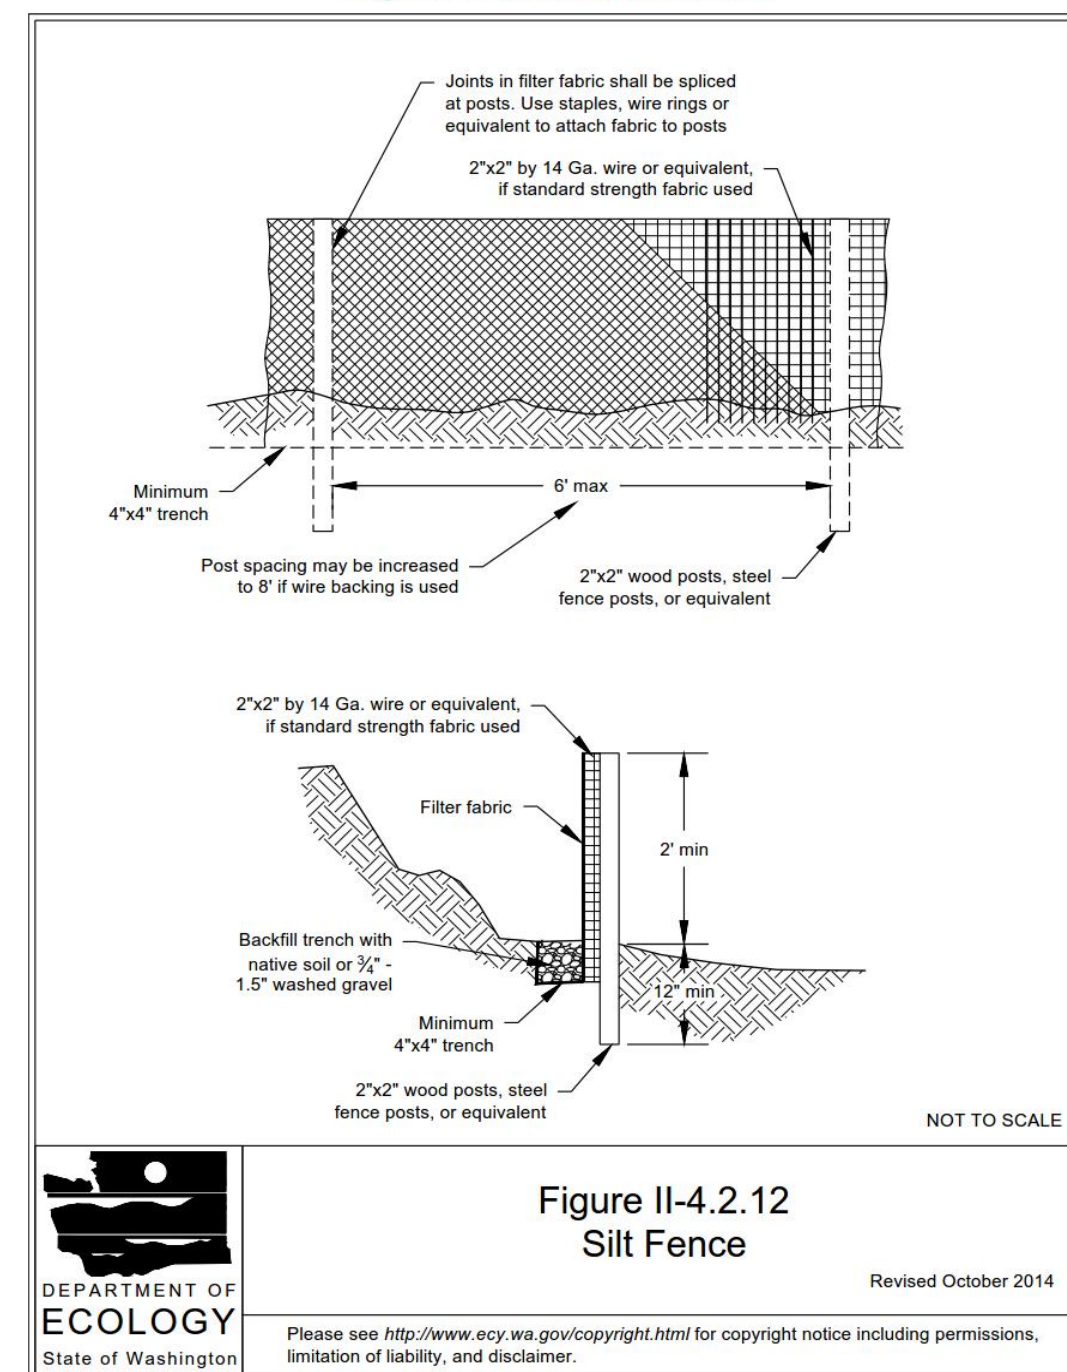 Joints in filter fabric shall be spliced
at posts. Use staples, wire rings or
equivalent to attach fabric to posts
2"x2" by 14 Ga. wire or equivalent,
if standard strength fabric used
Minimum
4"x4" trench
6' max
Post spacing may be increased
to 8' if wire backing is used
2"x2" wood posts, steel
fence posts, or equivalent
2"x2" by 14 Ga. wire or equivalent,
if standard strength fabric used
Filter fabric
2' min
Backfill trench with
native soil or ¾" -
1.5" washed gravel
12" min
Minimum
4"x4" trench
2"x2" wood posts, steel
fence posts, or equivalent
NOT TO SCALE
DEPARTMENT OF
ECOLOGY
State of Washington
Figure II-4.2.12
Silt Fence
Revised October 2014
Please see http://www.ecy.wa.gov/copyright.html for copyright notice including permissions,
limitation of liability, and disclaimer.